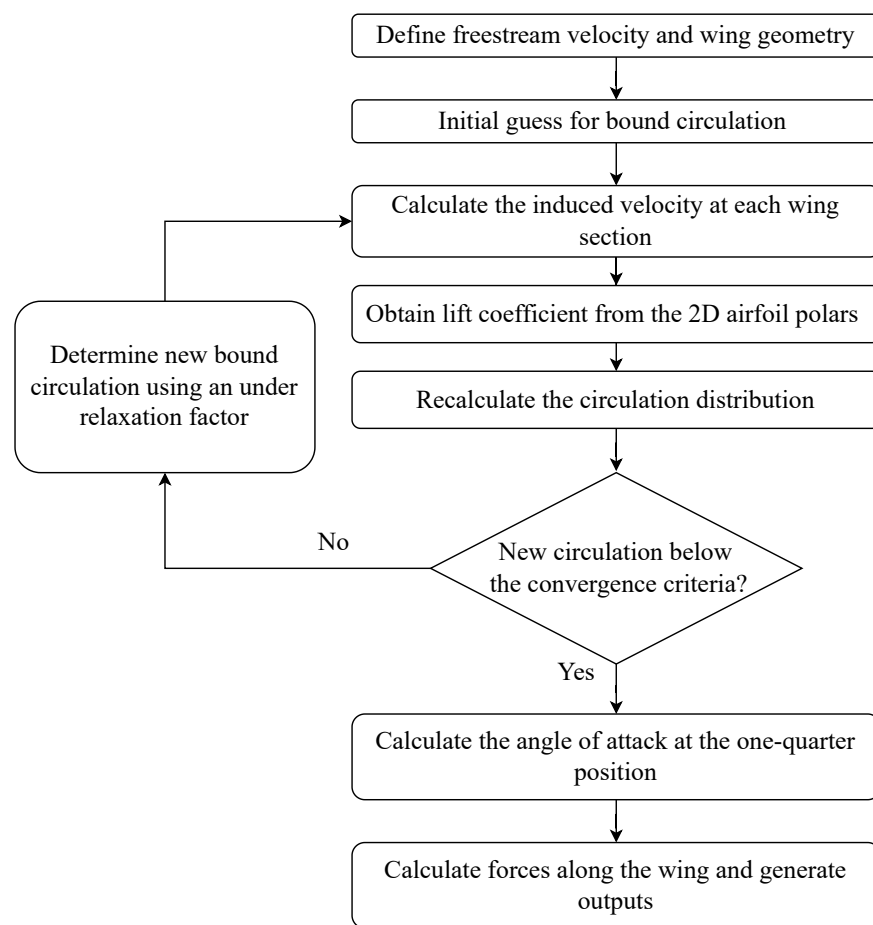 Define freestream velocity and wing geometry
Initial guess for bound circulation
Calculate the induced velocity at each wing
section
Obtain lift coefficient from the 2D airfoil polars
Determine new bound
circulation using an under
relaxation factor
Recalculate the circulation distribution
No
New circulation below
the convergence criteria?
Yes
Calculate the angle of attack at the one-quarter
position
Calculate forces along the wing and generate
outputs